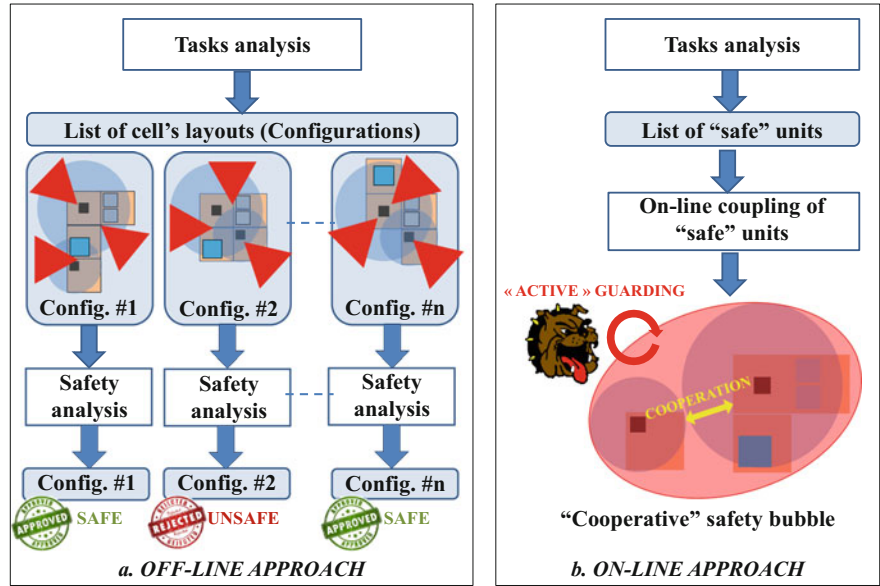 Tasks analysis
List of cell's layouts (Configurations)
Config. #1
Config. #2
Config. #n
Safety
analysis
Safety
analysis
Safety
analysis
Config. #1
Config. #2
Config. #n
APPROVED
SAFE
REJECTED
UNSAFE
APPROVED
SAFE
a. OFF-LINE APPROACH
Tasks analysis
List of “safe” units
On-line coupling of
“safe” units
« ACTIVE » GUARDING
COOPERATION
“Cooperative” safety bubble
b. ON-LINE APPROACH